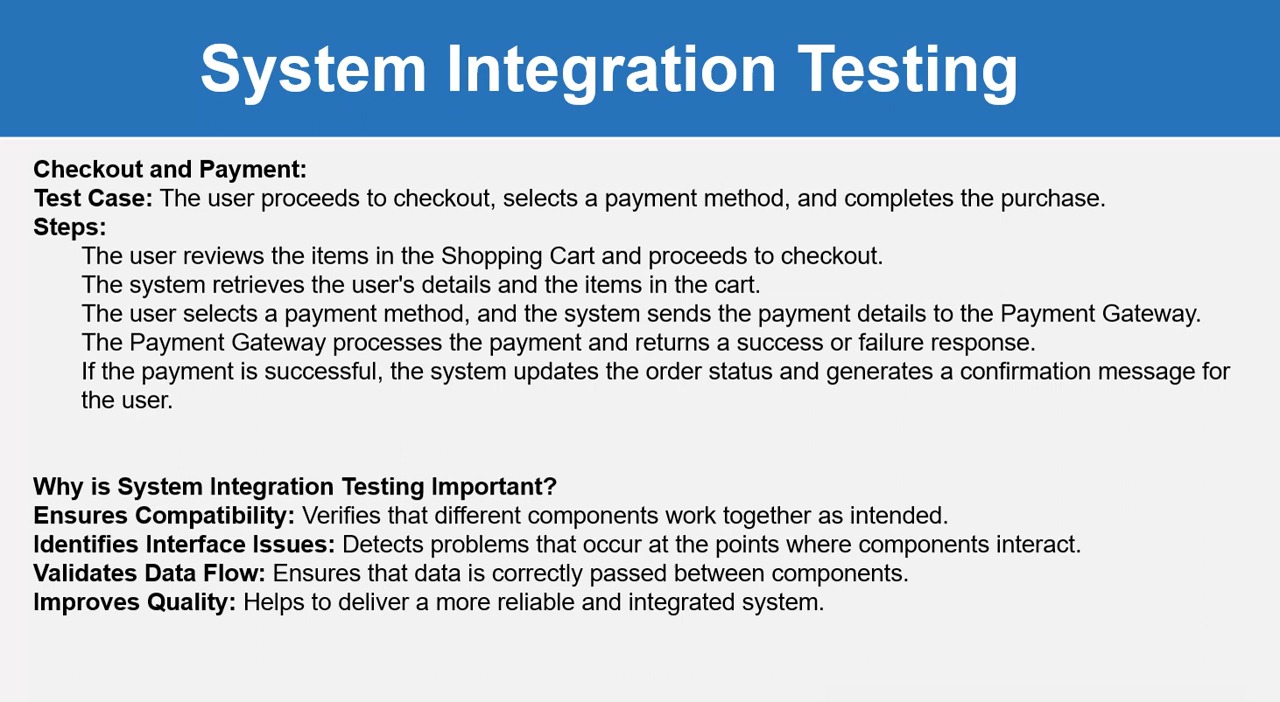 System Integration Testing
Checkout and Payment:
Test Case: The user proceeds to checkout, selects a payment method, and completes the purchase.
Steps:
The user reviews the items in the Shopping Cart and proceeds to checkout.
The system retrieves the user's details and the items in the cart.
The user selects a payment method, and the system sends the payment details to the Payment Gateway.
The Payment Gateway processes the payment and returns a success or failure response.
If the payment is successful, the system updates the order status and generates a confirmation message for
the user.
Why is System Integration Testing Important?
Ensures Compatibility: Verifies that different components work together as intended.
Identifies Interface Issues: Detects problems that occur at the points where components interact.
Validates Data Flow: Ensures that data is correctly passed between components.
Improves Quality: Helps to deliver a more reliable and integrated system.